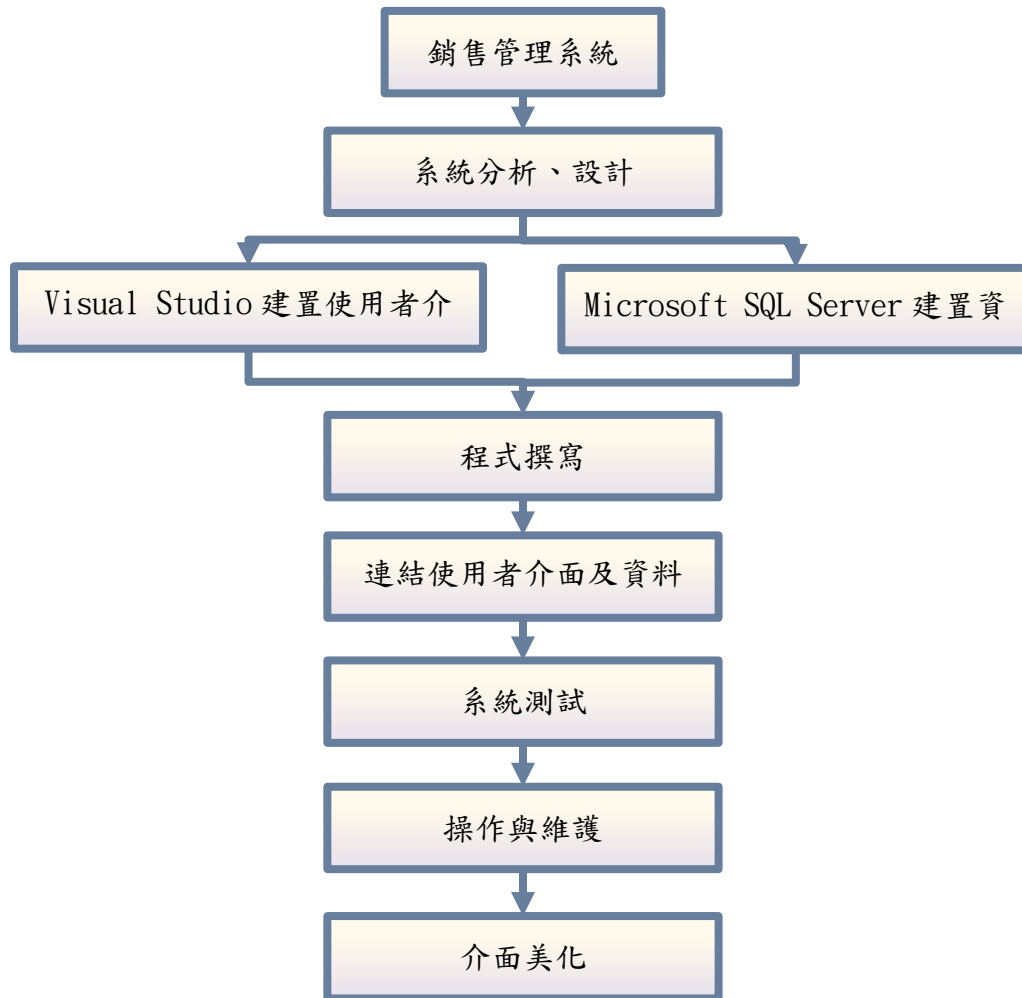 銷售管理系統
系統分析、設計
Visual Studio 建置使用者介
Microsoft SQL Server 建置資
程式撰寫
連結使用者介面及資料
系統測試
操作與維護
介面美化